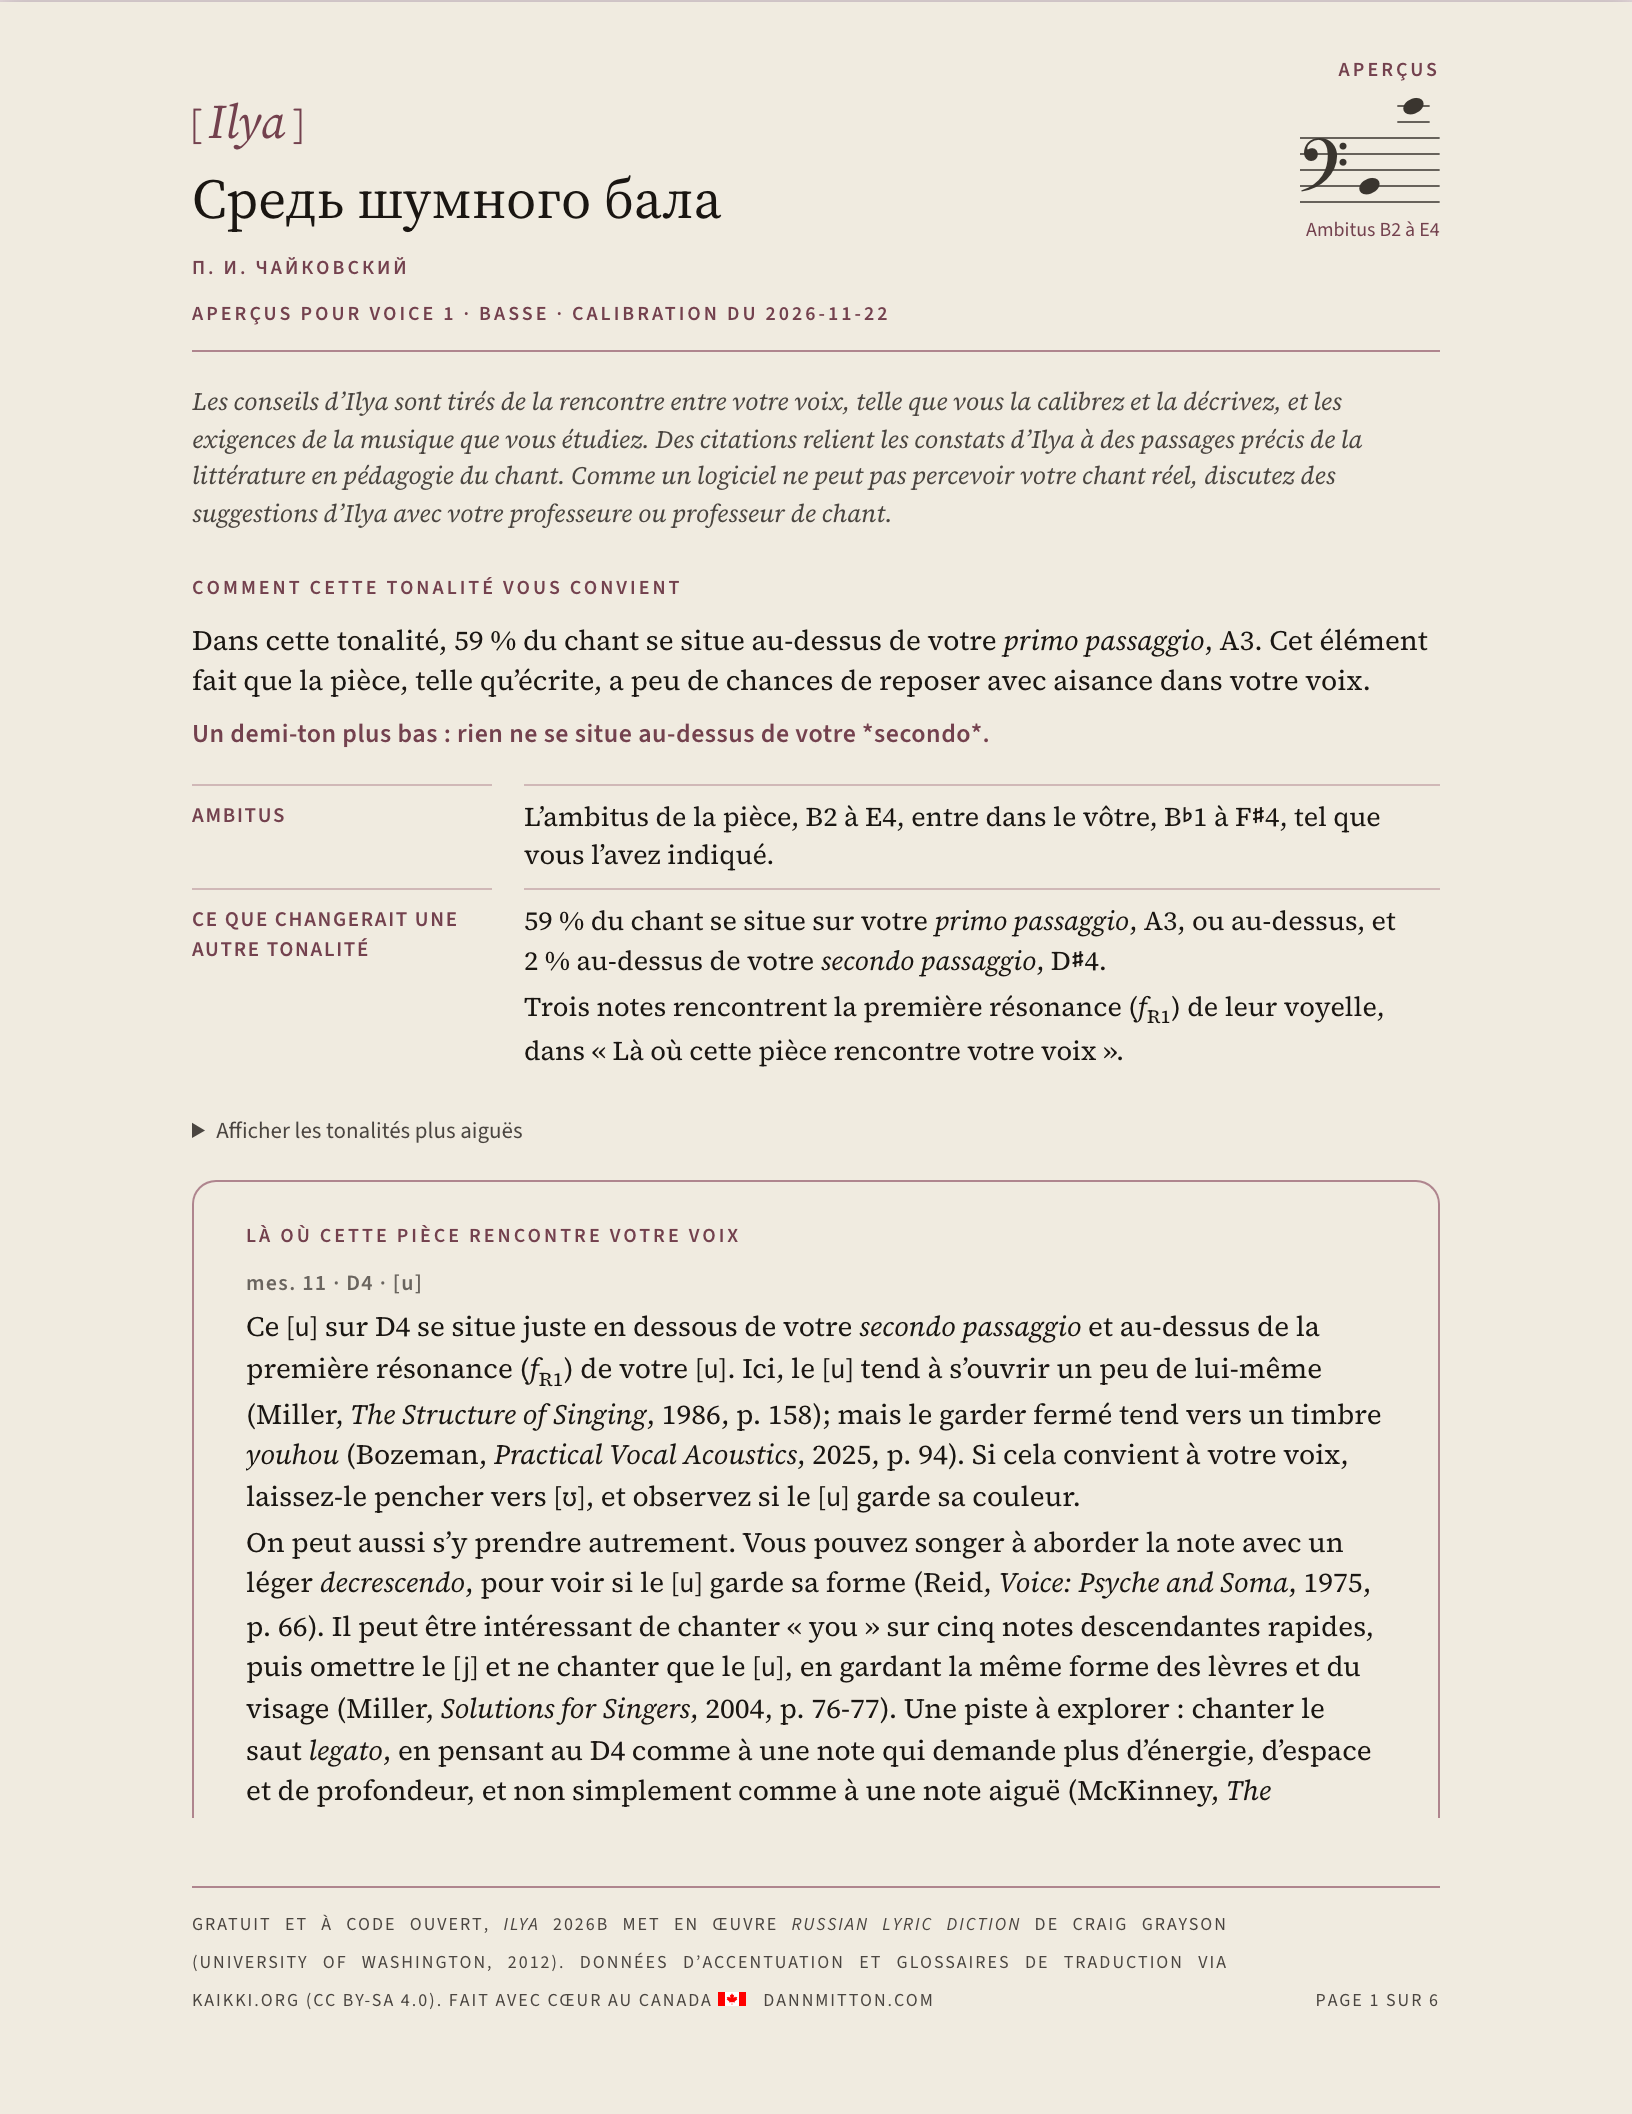 APERÇUS
[Ilya]
Средь шумного бала
Ambitus B2 à E4
П. И. ЧАЙКОВСКИЙ
APERÇUS POUR VOICE 1 · BASSE · CALIBRATION DU 2026-11-22
Les conseils d’Ilya sont tirés de la rencontre entre votre voix, telle que vous la calibrez et la décrivez, et les
exigences de la musique que vous étudiez. Des citations relient les constats d’Ilya à des passages précis de la
littérature en pédagogie du chant. Comme un logiciel ne peut pas percevoir votre chant réel, discutez des
suggestions d’Ilya avec votre professeure ou professeur de chant.
COMMENT CETTE TONALITÉ VOUS CONVIENT
Dans cette tonalité, 59 % du chant se situe au-dessus de votre primo passaggio, A3. Cet élément
fait que la pièce, telle qu’écrite, a peu de chances de reposer avec aisance dans votre voix.
Un demi-ton plus bas : rien ne se situe au-dessus de votre *secondo*.
AMBITUS
L’ambitus de la pièce, B2 à E4, entre dans le vôtre, B♭1 à F♯4, tel que
vous l’avez indiqué.
CE QUE CHANGERAIT UNE
AUTRE TONALITÉ
59 % du chant se situe sur votre primo passaggio, A3, ou au-dessus, et
2 % au-dessus de votre secondo passaggio, D♯4.
Trois notes rencontrent la première résonance (fR1) de leur voyelle,
dans « Là où cette pièce rencontre votre voix ».
▶ Afficher les tonalités plus aiguës
LÀ OÙ CETTE PIÈCE RENCONTRE VOTRE VOIX
mes. 11 · D4 · [u]
Ce [u] sur D4 se situe juste en dessous de votre secondo passaggio et au-dessus de la
première résonance (fR1) de votre [u]. Ici, le [u] tend à s’ouvrir un peu de lui-même
(Miller, The Structure of Singing, 1986, p. 158); mais le garder fermé tend vers un timbre
youhou (Bozeman, Practical Vocal Acoustics, 2025, p. 94). Si cela convient à votre voix,
laissez-le pencher vers [ʊ], et observez si le [u] garde sa couleur.
On peut aussi s’y prendre autrement. Vous pouvez songer à aborder la note avec un
léger decrescendo, pour voir si le [u] garde sa forme (Reid, Voice: Psyche and Soma, 1975,
p. 66). Il peut être intéressant de chanter « you » sur cinq notes descendantes rapides,
puis omettre le [j] et ne chanter que le [u], en gardant la même forme des lèvres et du
visage (Miller, Solutions for Singers, 2004, p. 76-77). Une piste à explorer : chanter le
saut legato, en pensant au D4 comme à une note qui demande plus d’énergie, d’espace
et de profondeur, et non simplement comme à une note aiguë (McKinney, The
GRATUIT ET À CODE OUVERT, ILYA 2026B MET EN ŒUVRE RUSSIAN LYRIC DICTION DE CRAIG GRAYSON
(UNIVERSITY OF WASHINGTON, 2012). DONNÉES D’ACCENTUATION ET GLOSSAIRES DE TRADUCTION VIA
KAIKKI.ORG (CC BY-SA 4.0). FAIT AVEC CŒUR AU CANADA 🇨🇦 DANNMITTON.COM
PAGE 1 SUR 6